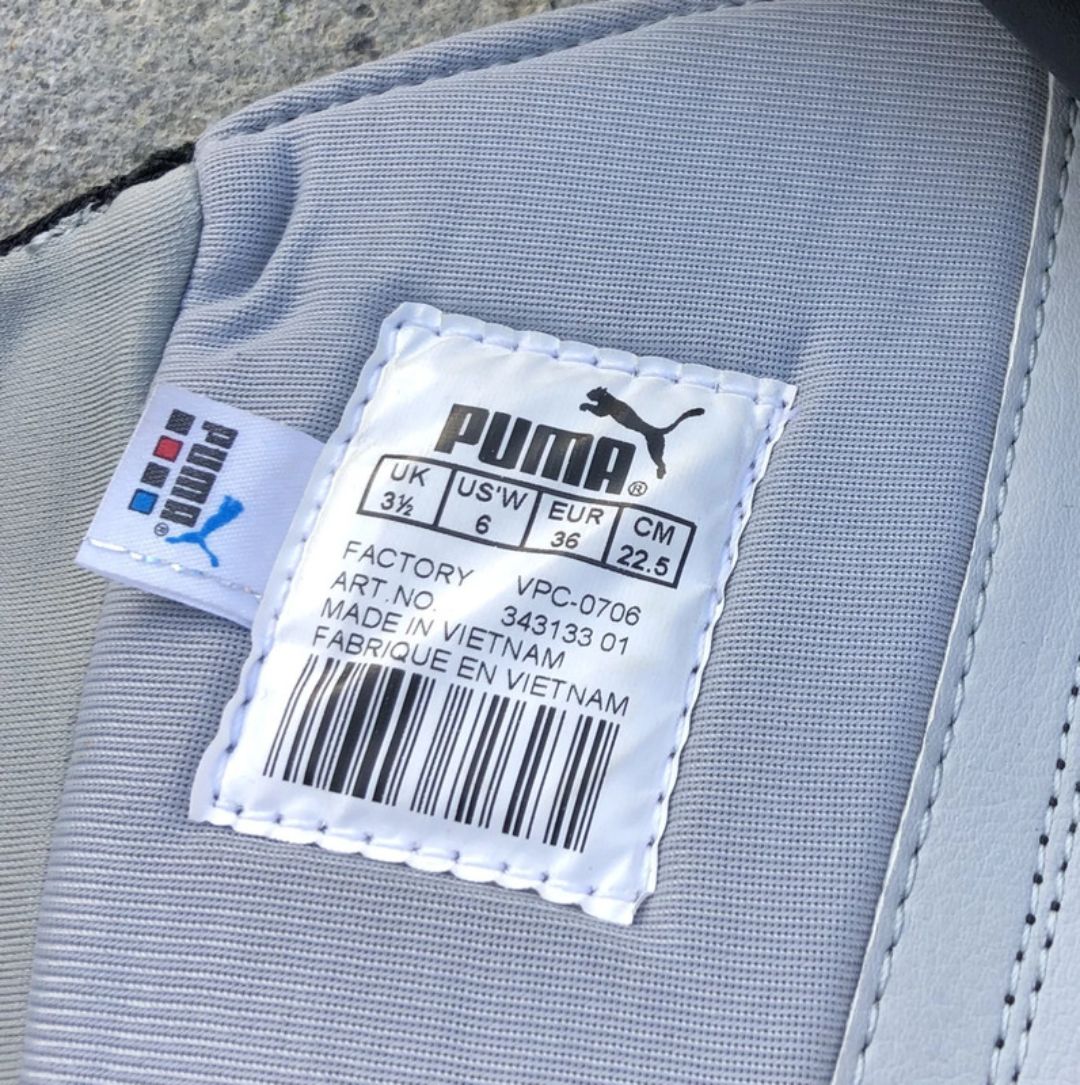 PUMA®
UK US'W EUR CM
3½ 6 36 22.5
FACTORY VPC-0706
ART.NO. 343133 01
MADE IN VIETNAM
FABRIQUE EN VIETNAM
PUMA®